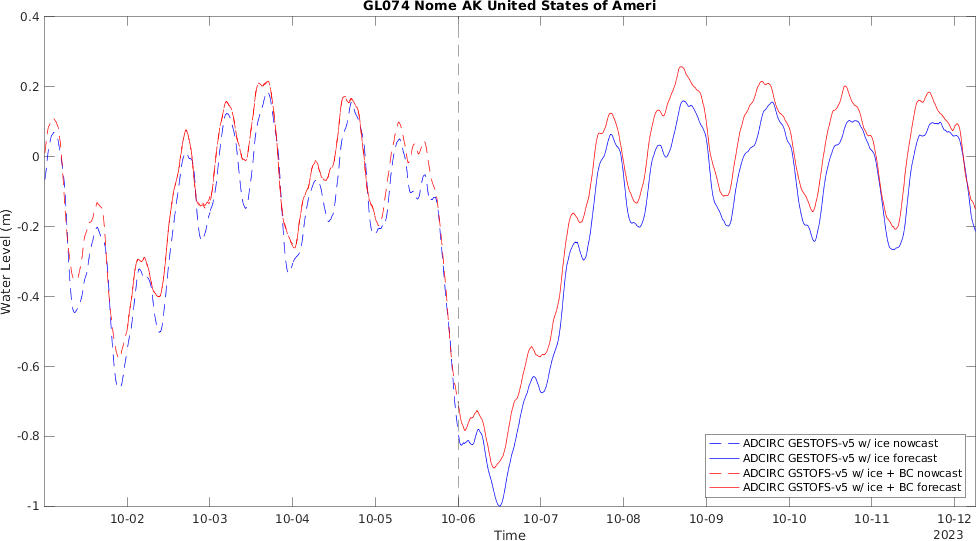 GL074 Nome AK United States of Ameri
Water Level (m)
0.4
0.2
0
-0.2
-0.4
-0.6
-0.8
-1
ADCIRC GESTOFS-v5 w/ ice nowcast
ADCIRC GESTOFS-v5 w/ ice forecast
ADCIRC GSTOFS-v5 w/ ice + BC nowcast
ADCIRC GSTOFS-v5 w/ ice + BC forecast
10-02 10-03 10-04 10-05 10-06 10-07 10-08 10-09 10-10 10-11 10-12
Time 2023